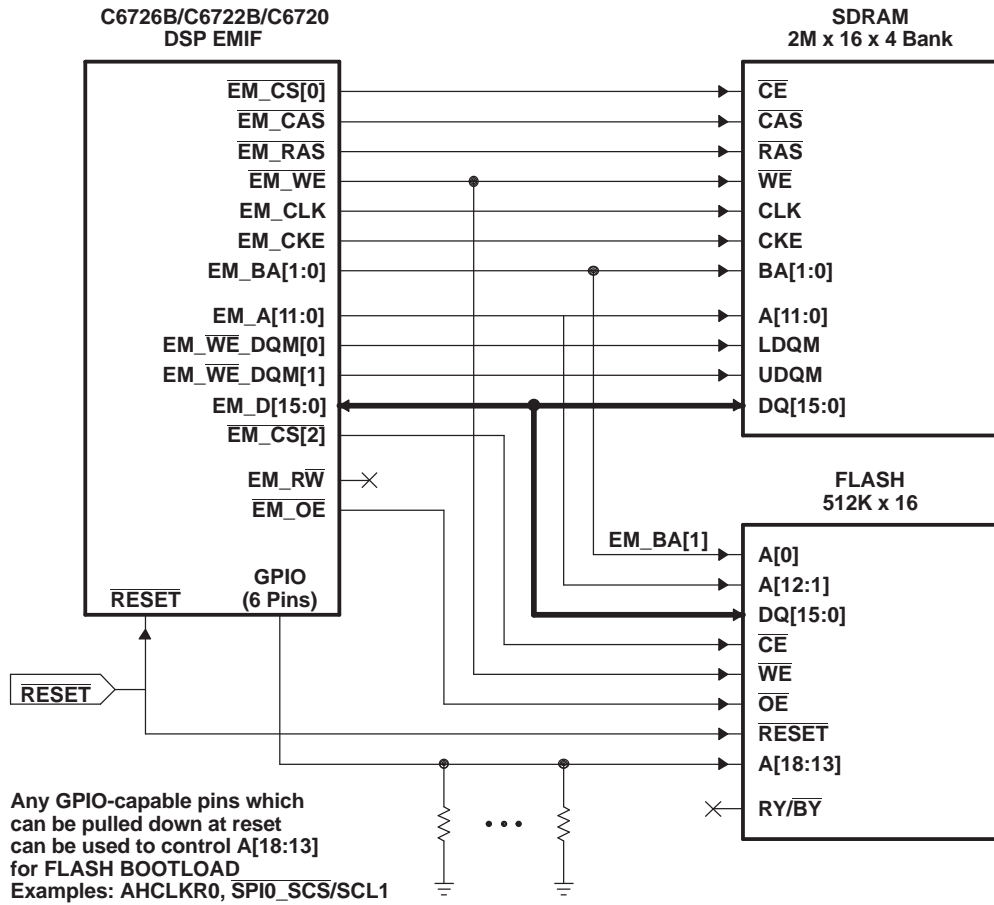 C6726B/C6722B/C6720
DSP EMIF
SDRAM
2M x 16 x 4 Bank
EM_CS[0]
CE
EM_CAS
CAS
EM_RAS
RAS
EM_WE
WE
EM_CLK
CLK
EM_CKE
CKE
EM_BA[1:0]
BA[1:0]
EM_A[11:0]
A[11:0]
EM_WE_DQM[0]
LDQM
EM_WE_DQM[1]
UDQM
EM_D[15:0]
DQ[15:0]
EM_CS[2]
EM_RW
EM_OE
FLASH
512K x 16
EM_BA[1]
A[0]
A[12:1]
GPIO
(6 Pins)
RESET
DQ[15:0]
CE
WE
RESET
OE
RESET
A[18:13]
RY/BY
Any GPIO-capable pins which
can be pulled down at reset
can be used to control A[18:13]
for FLASH BOOTLOAD
Examples: AHCLKR0, SPI0_SCS/SCL1